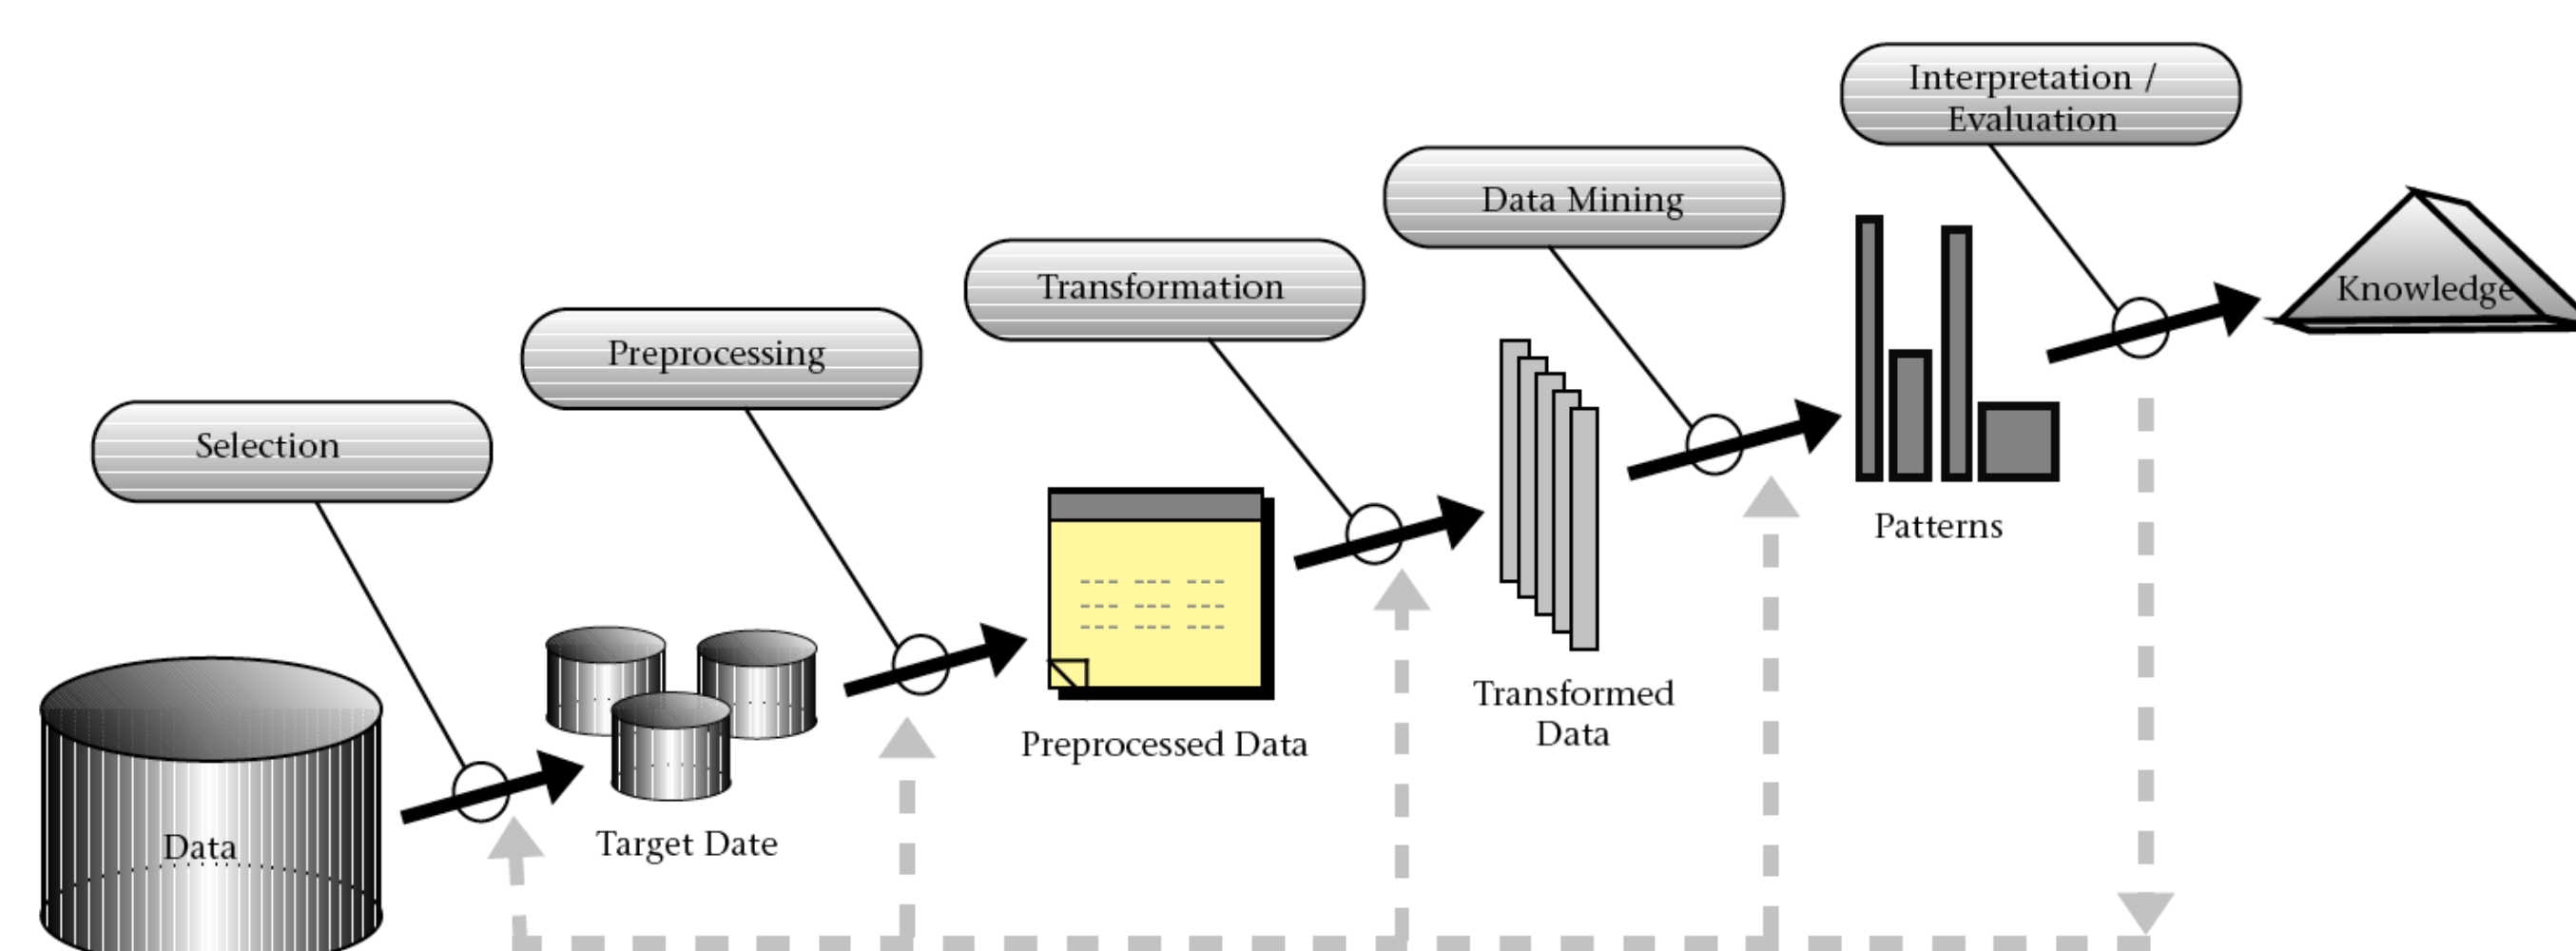 Interpretation /
Evaluation
Data Mining
Transformation
Preprocessing
Selection
Knowledge
Patterns
Transformed
Data
Preprocessed Data
Target Date
Data